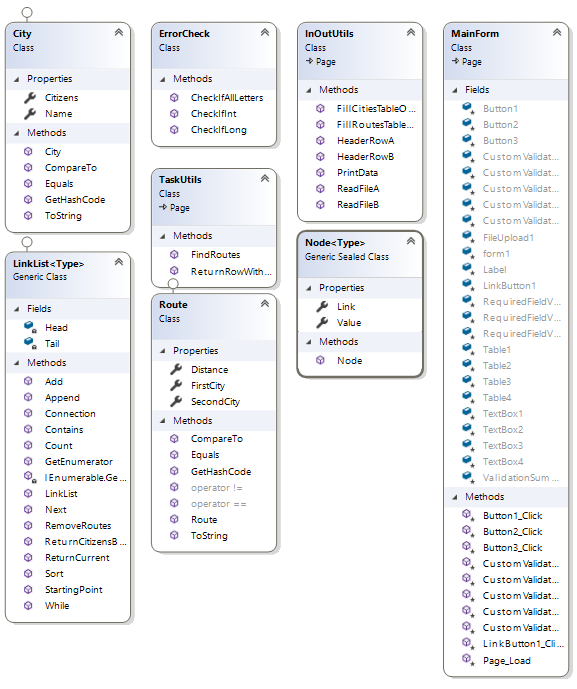 City
Class
Properties
Citizens
Name
Methods
City
CompareTo
Equals
GetHashCode
ToString
LinkList<Type>
Generic Class
Fields
Head
Tail
Methods
Add
Append
Connection
Contains
Count
GetEnumerator
IEnumerable.Ge...
LinkList
Next
RemoveRoutes
ReturnCitizensB...
ReturnCurrent
Sort
StartingPoint
While
ErrorCheck
Class
Methods
CheckIfAllLetters
CheckIfInt
CheckIfLong
TaskUtils
Class
Page
Methods
FindRoutes
ReturnRowWith...
Route
Class
Properties
Distance
FirstCity
SecondCity
Methods
CompareTo
Equals
GetHashCode
operator !=
operator ==
Route
ToString
InOutUtils
Class
Page
Methods
FillCitiesTableO...
FillRoutesTable...
HeaderRowA
HeaderRowB
PrintData
ReadFileA
ReadFileB
Node<Type>
Generic Sealed Class
Properties
Link
Value
Methods
Node
MainForm
Class
Page
Fields
Button1
Button2
Button3
CustomValidat...
CustomValidat...
CustomValidat...
CustomValidat...
CustomValidat...
FileUpload1
form1
Label
LinkButton1
RequiredFieldV...
RequiredFieldV...
RequiredFieldV...
Table1
Table2
Table3
Table4
TextBox1
TextBox2
TextBox3
TextBox4
ValidationSum...
Methods
Button1_Click
Button2_Click
Button3_Click
CustomValidat...
CustomValidat...
CustomValidat...
CustomValidat...
CustomValidat...
LinkButton1_Cli...
Page_Load